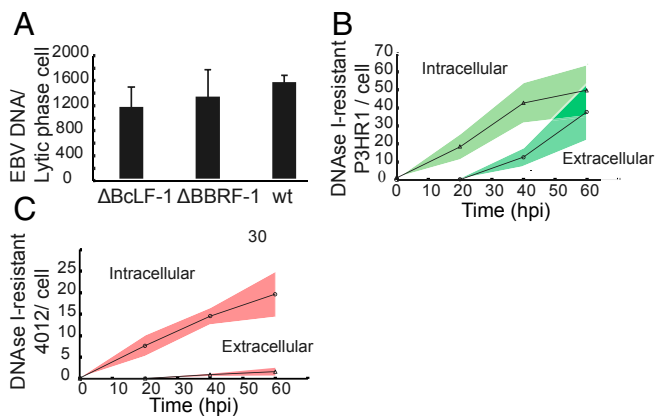 A
EBV DNA/
Lytic phase cell
2000
1600
1200
800
400
0
ΔBcLF-1 ΔBBRF-1 wt
B
DNAse I-resistant
P3HR1 / cell
70
60
50
40
30
20
10
0
Intracellular
Extracellular
0 20 40 60
Time (hpi)
C
30
DNAse I-resistant
4012/ cell
25
20
15
10
5
0
Intracellular
Extracellular
0 10 20 30 40 50 60
Time (hpi)